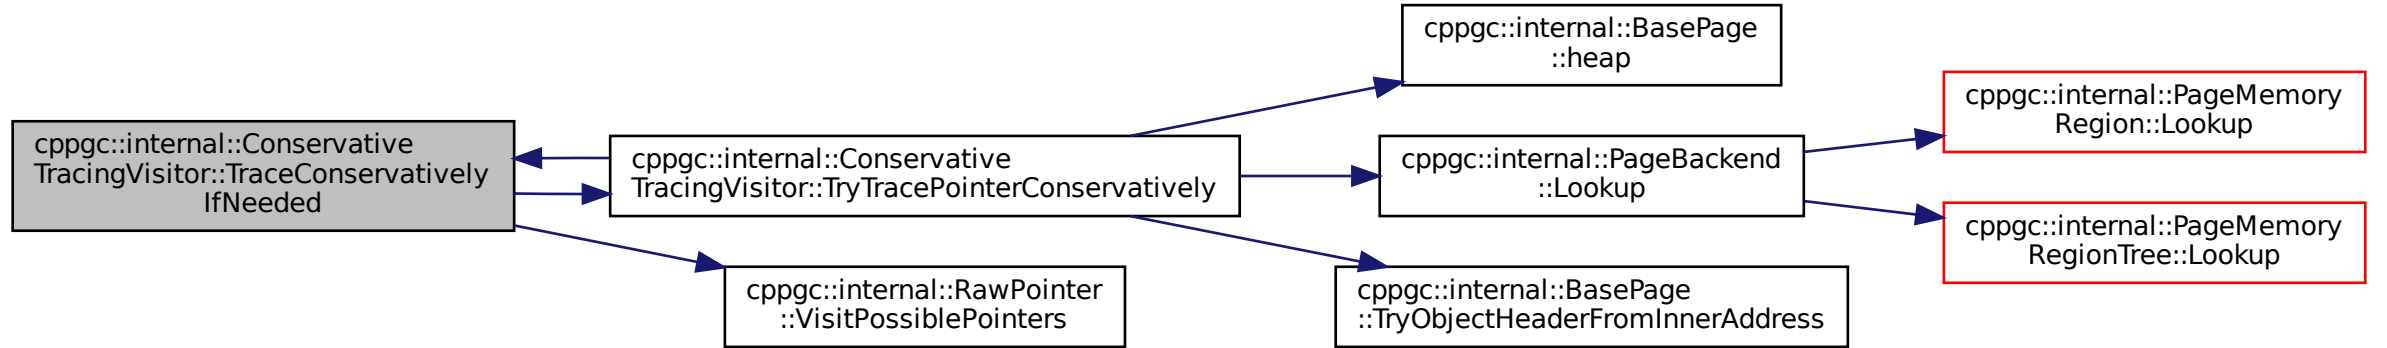 cppgc::internal::Conservative
TracingVisitor::TraceConservatively
IfNeeded
cppgc::internal::Conservative
TracingVisitor::TryTracePointerConservatively
cppgc::internal::RawPointer
::VisitPossiblePointers
cppgc::internal::BasePage
::heap
cppgc::internal::PageBackend
::Lookup
cppgc::internal::BasePage
::TryObjectHeaderFromInnerAddress
cppgc::internal::PageMemory
Region::Lookup
cppgc::internal::PageMemory
RegionTree::Lookup